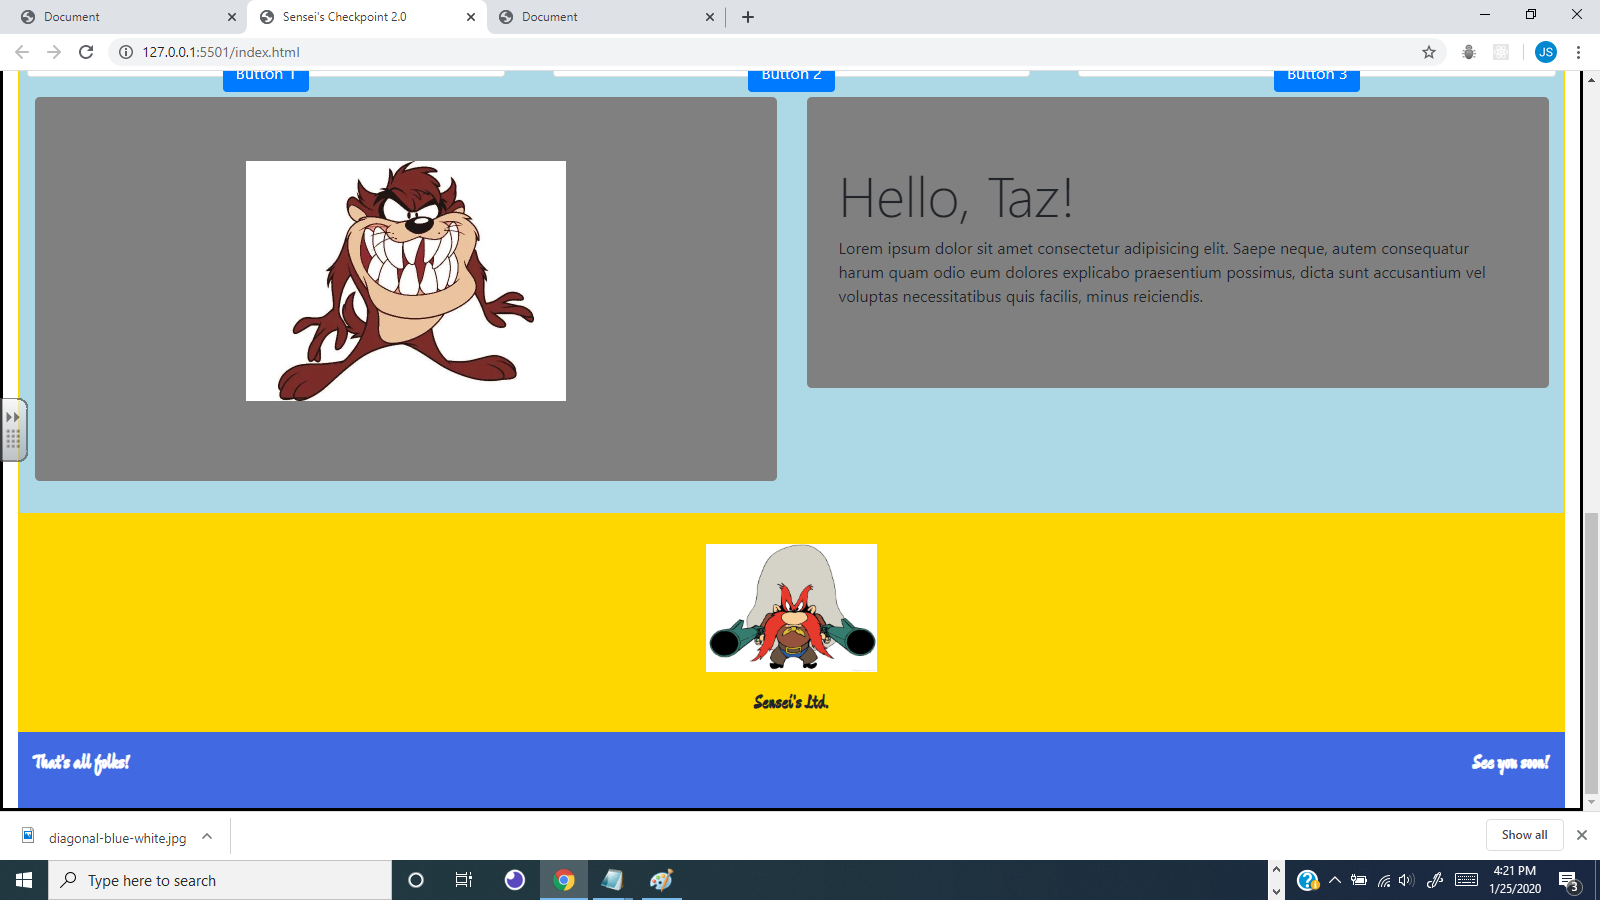 Document
Sensei's Checkpoint 2.0
Document
127.0.0.1:5501/index.html
JS
Button 1
Button 2
Button 3
Hello, Taz!
Lorem ipsum dolor sit amet consectetur adipisicing elit. Saepe neque, autem consequatur
harum quam odio eum dolores explicabo praesentium possimus, dicta sunt accusantium vel
voluptas necessitatibus quis facilis, minus reiciendis.
Sensei's Ltd.
That's all folks!
See you soon!
diagonal-blue-white.jpg
Show all
Type here to search
4:21 PM
1/25/2020
3